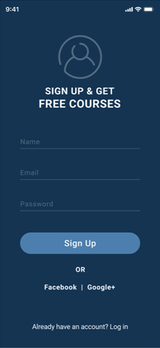 9:41
SIGN UP & GET
FREE COURSES
Name
Email
Password
Sign Up
OR
Facebook | Google+
Already have an account? Log in